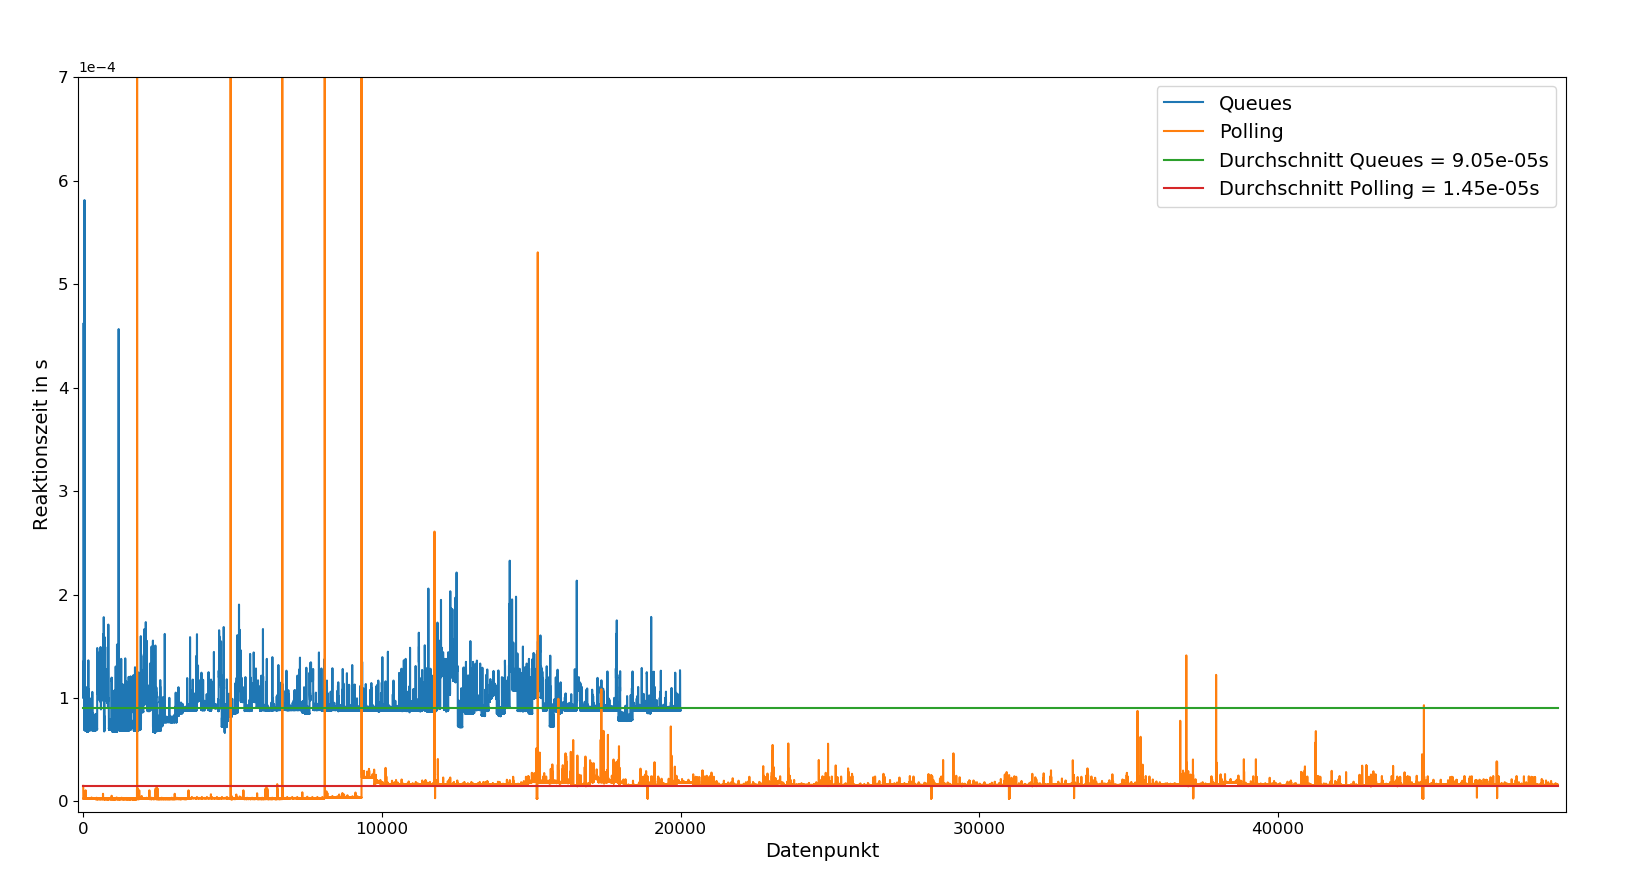 1e−4
7
6
5
4
3
2
1
0
Reaktionszeit in s
Queues
Polling
Durchschnitt Queues = 9.05e-05s
Durchschnitt Polling = 1.45e-05s
0 10000 20000 30000 40000
Datenpunkt